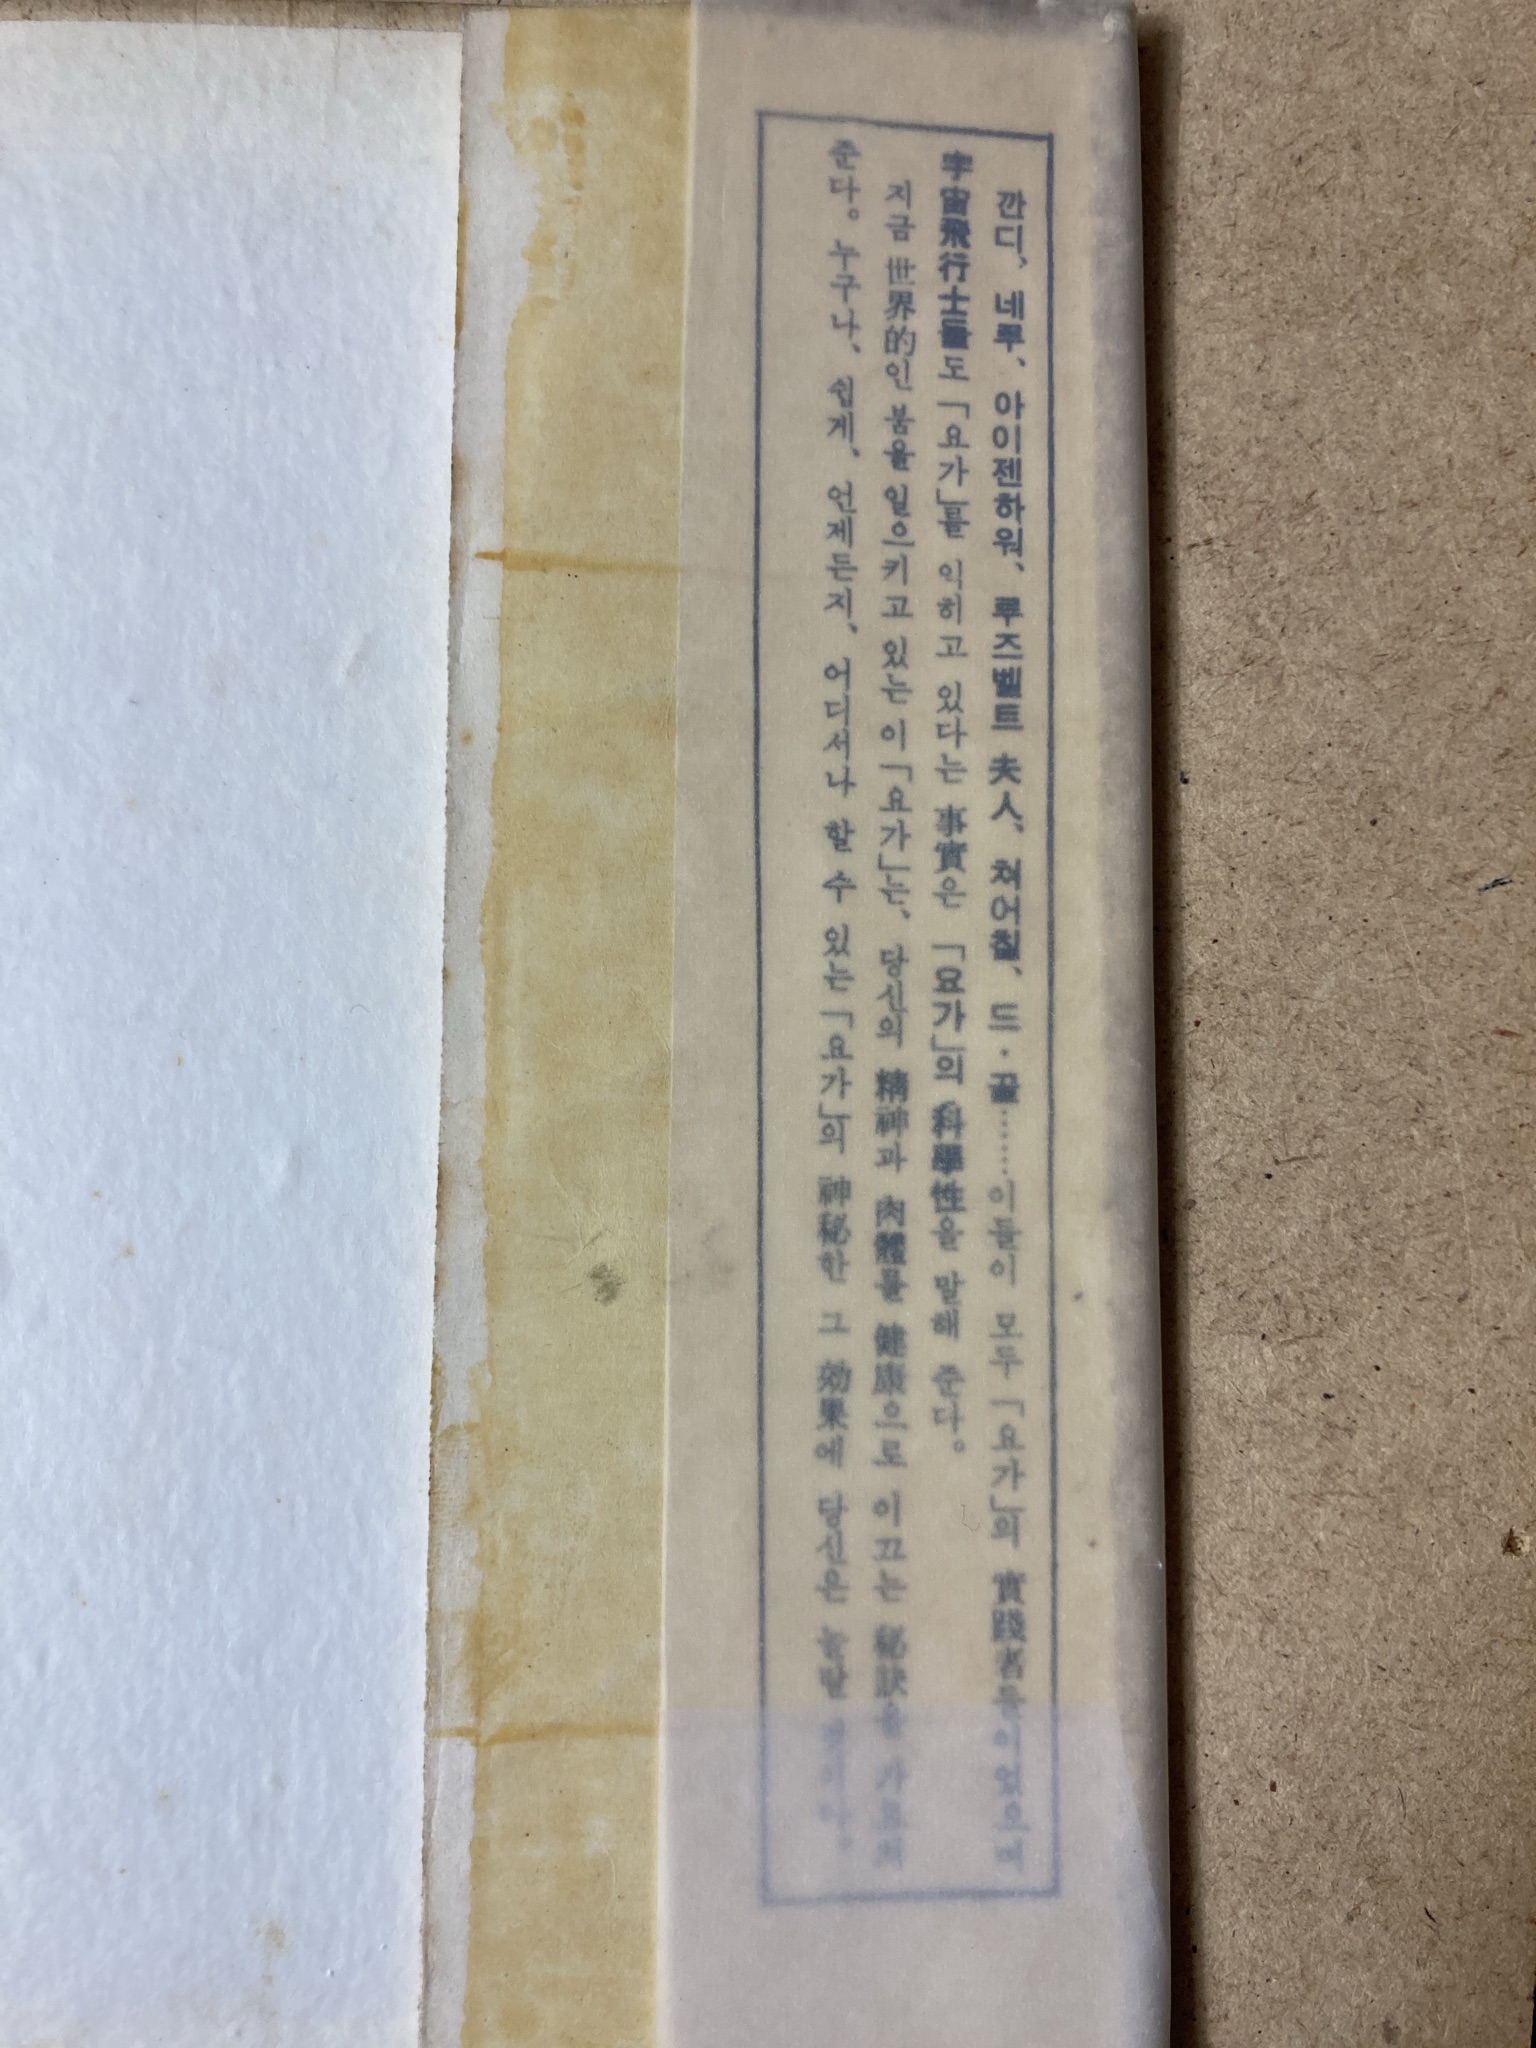 깐디、네루、아이젠하워、루즈벨트 夫人、쳐어칠、드·골……이들이 모두「요가」의 實踐者들이었으며
宇宙飛行士들도「요가」를 익히고 있다는 事實은「요가」의 科學性을 말해 준다。
지금 世界的인 붐을 일으키고 있는 이「요가」는、당신의 精神과 肉體를 健康으로 이끄는 秘訣을 가르쳐
준다。누구나、쉽게、언제든지、어디서나 할 수 있는「요가」의 神秘한 그 効果에 당신은 놀랄 것이다。